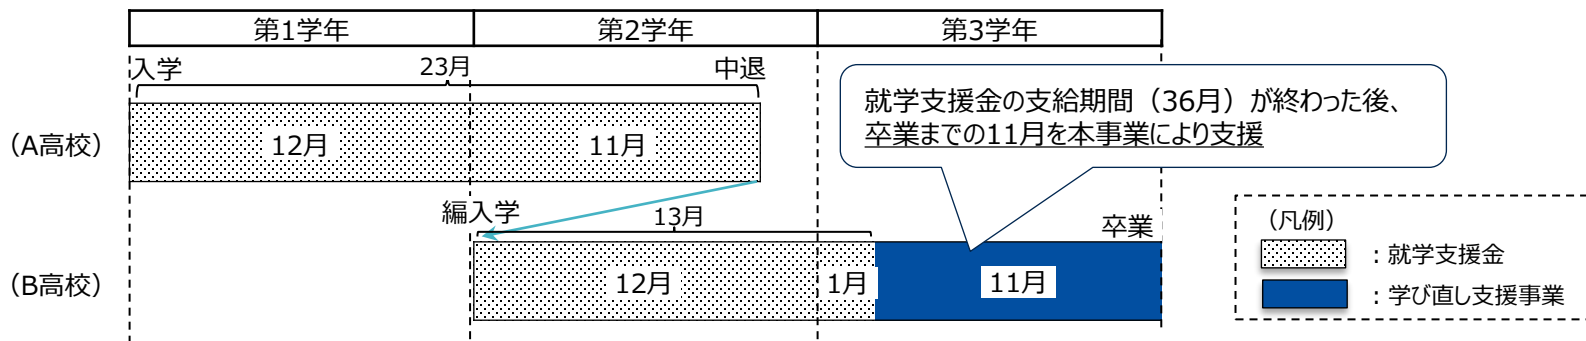 第1学年 第2学年 第3学年
入学 23月 中退
(A高校)
12月 11月
就学支援金の支給期間（36月）が終わった後、
卒業までの11月を本事業により支援
編入学 13月 卒業
(B高校)
12月 1月 11月
（凡例）
：就学支援金
：学び直し支援事業